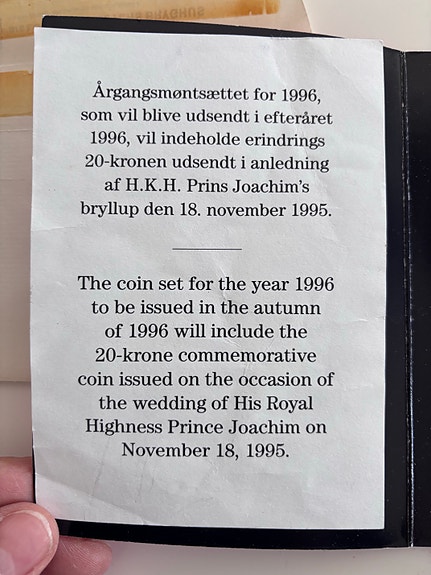 Årgangsmøntsættet for 1996,
som vil blive udsendt i efteråret
1996, vil indeholde erindrings
20-kronen udsendt i anledning
af H.K.H. Prins Joachim's
bryllup den 18. november 1995.
The coin set for the year 1996
to be issued in the autumn
of 1996 will include the
20-krone commemorative
coin issued on the occasion of
the wedding of His Royal
Highness Prince Joachim on
November 18, 1995.